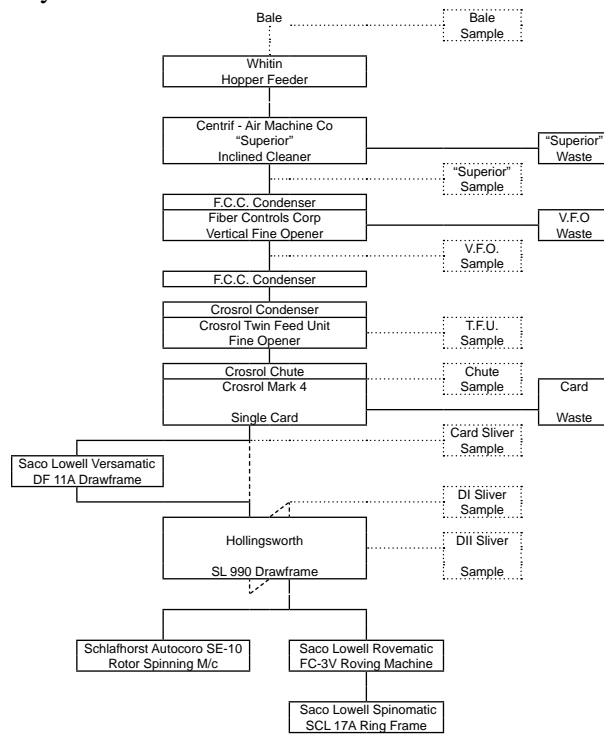 Bale
Bale
Sample
Whitin
Hopper Feeder
Centrif - Air Machine Co
“Superior”
Inclined Cleaner
“Superior”
Waste
“Superior”
Sample
F.C.C. Condenser
Fiber Controls Corp
Vertical Fine Opener
V.F.O
Waste
V.F.O.
Sample
F.C.C. Condenser
Crosrol Condenser
Crosrol Twin Feed Unit
Fine Opener
T.F.U.
Sample
Crosrol Chute
Crosrol Mark 4
Single Card
Chute
Sample
Card
Waste
Card Sliver
Sample
Saco Lowell Versamatic
DF 11A Drawframe
DI Sliver
Sample
Hollingsworth
SL 990 Drawframe
DII Sliver
Sample
Schlafhorst Autocoro SE-10
Rotor Spinning M/c
Saco Lowell Rovematic
FC-3V Roving Machine
Saco Lowell Spinomatic
SCL 17A Ring Frame